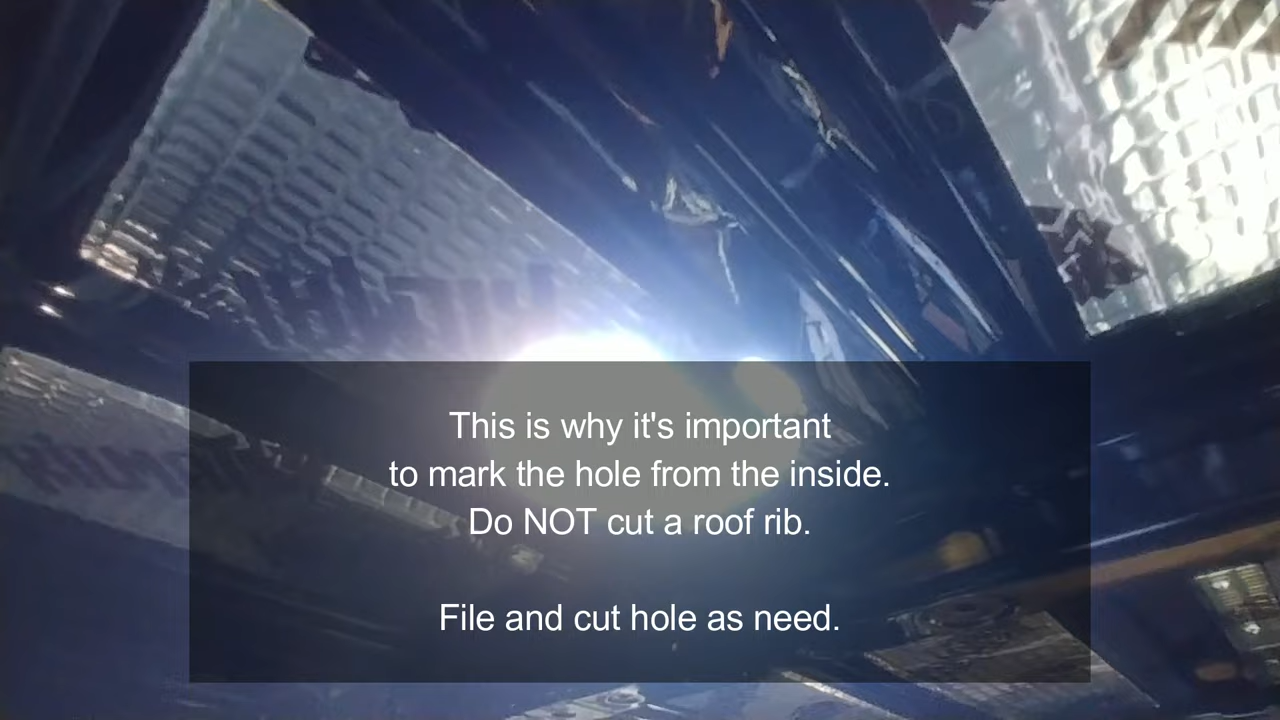 This is why it's important
to mark the hole from the inside.
Do NOT cut a roof rib.
File and cut hole as need.